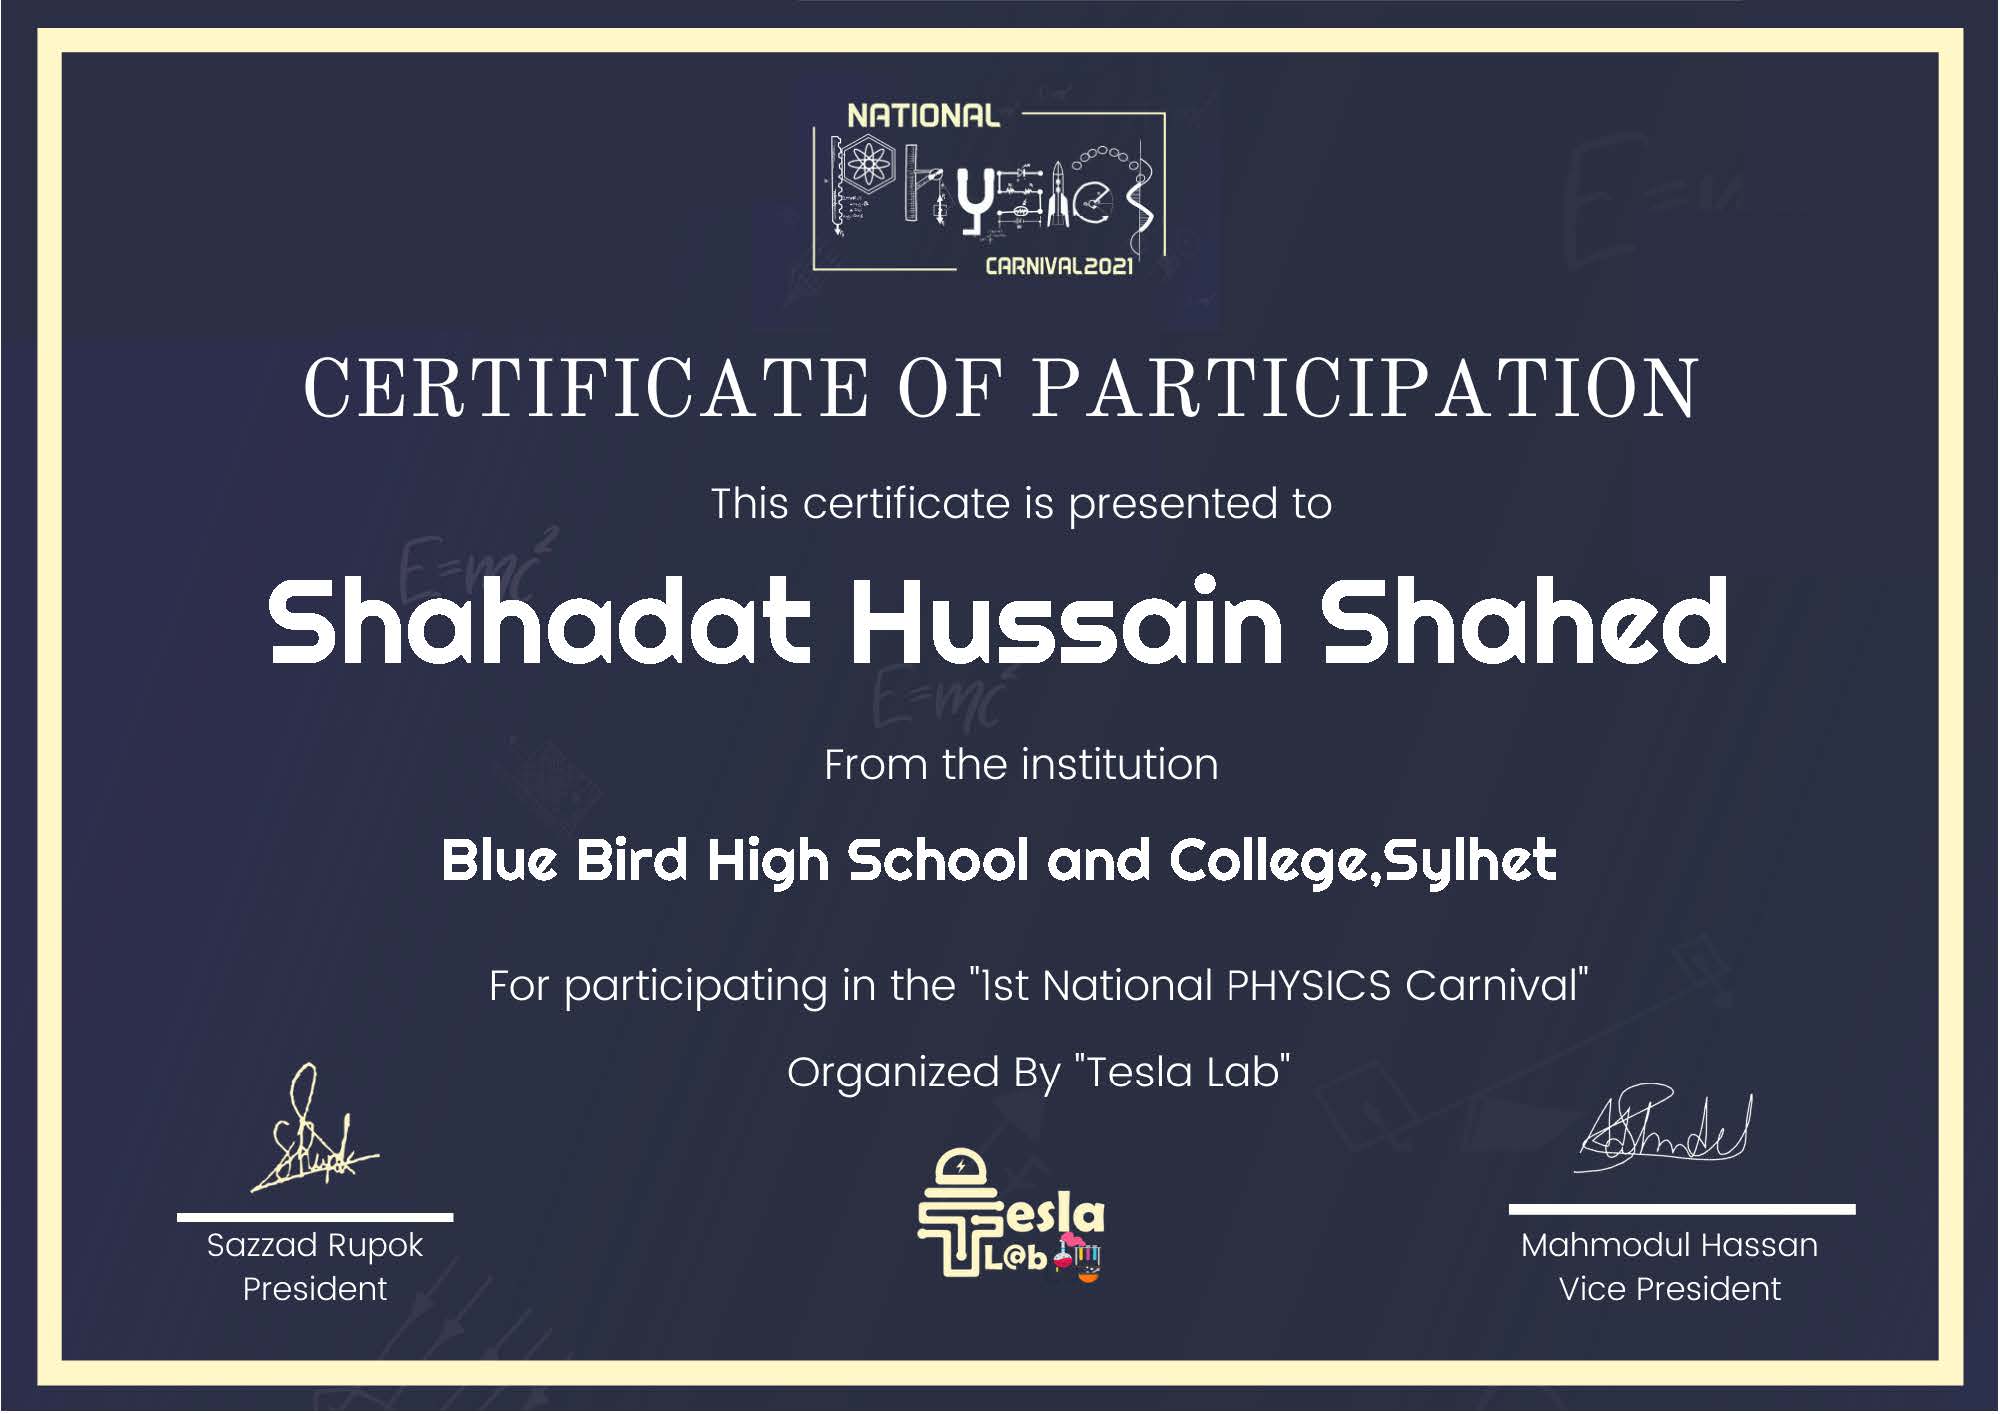 NATIONAL
Physics
CARNIVAL2021
CERTIFICATE OF PARTICIPATION
This certificate is presented to
E=mc²
Shahadat Hussain Shahed
E=mc²
From the institution
Blue Bird High School and College,Sylhet
For participating in the "1st National PHYSICS Carnival"
Organized By "Tesla Lab"
Tesla
L@b
Sazzad Rupok
President
Mahmodul Hassan
Vice President